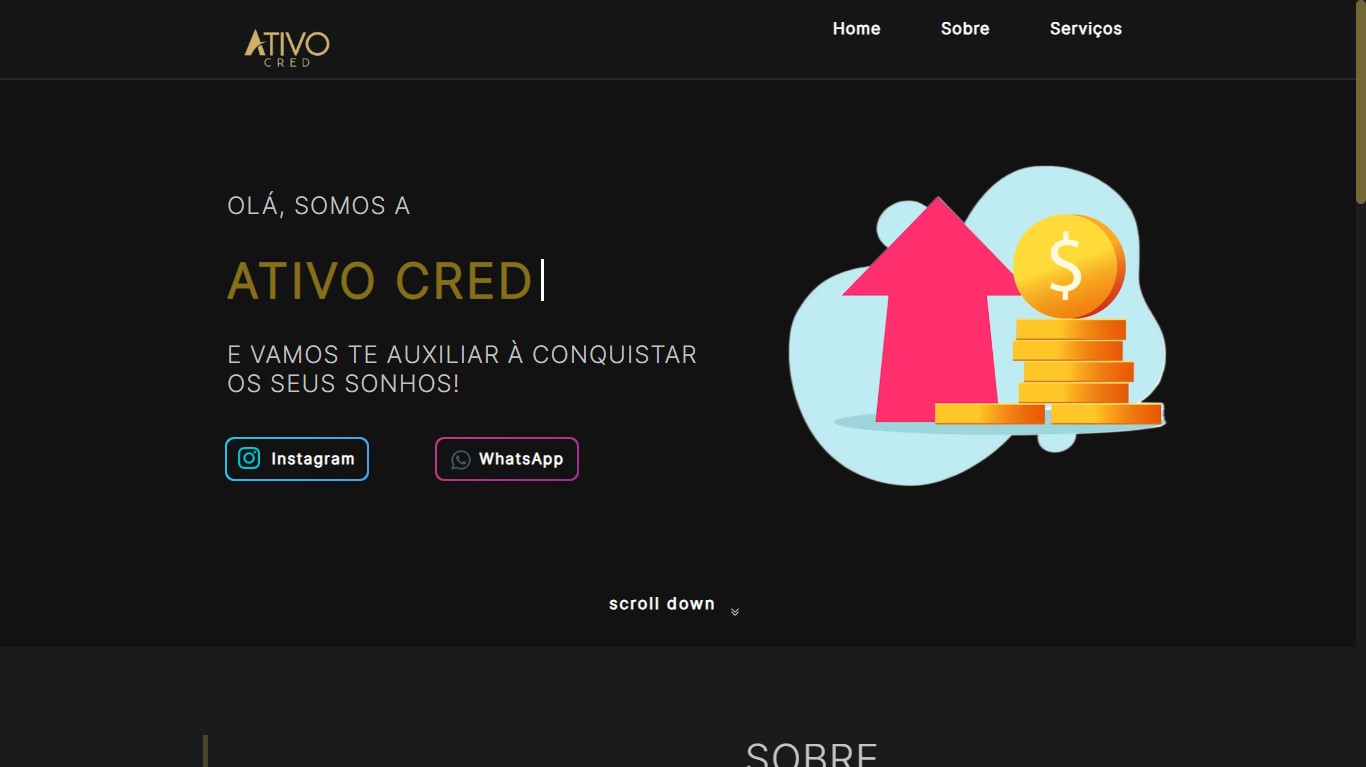 ATIVO
CRED
Home
Sobre
Serviços
OLÁ, SOMOS A
ATIVO CRED
E VAMOS TE AUXILIAR À CONQUISTAR
OS SEUS SONHOS!
Instagram
WhatsApp
$
scroll down
SOBRE